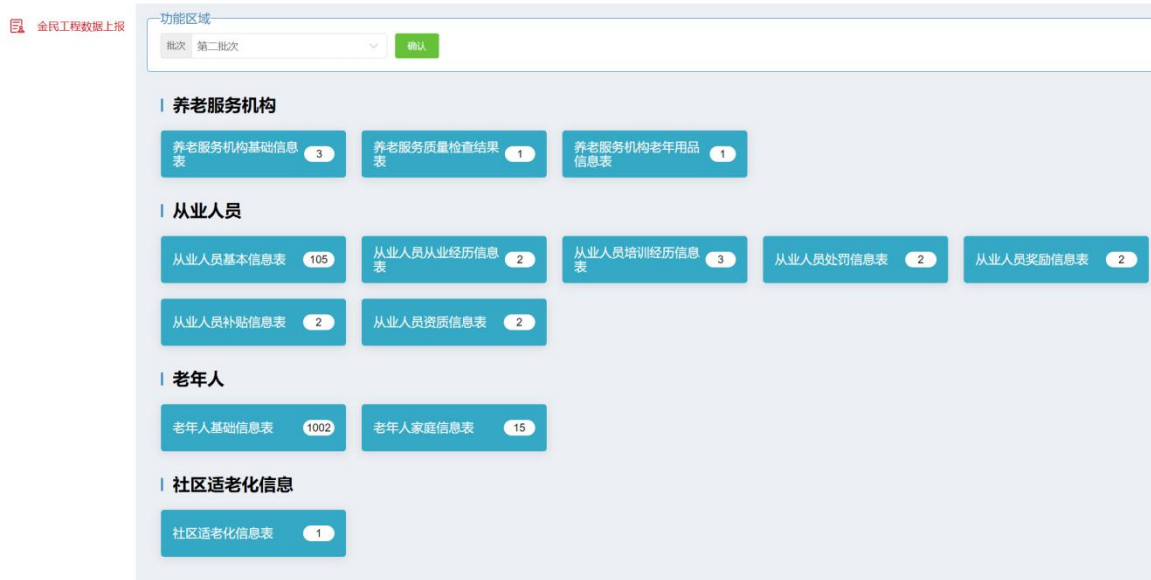 金民工程数据上报
功能区域
批次 第二批次
确认
养老服务机构
养老服务机构基础信息
表
3
养老服务质量检查结果
表
1
养老服务机构老年用品
信息表
1
从业人员
从业人员基本信息表 105
从业人员从业经历信息
表
2
从业人员培训经历信息
表
3
从业人员处罚信息表 2
从业人员奖励信息表 2
从业人员补贴信息表 2
从业人员资质信息表 2
老年人
老年人基础信息表 1002
老年人家庭信息表 15
社区适老化信息
社区适老化信息表 1